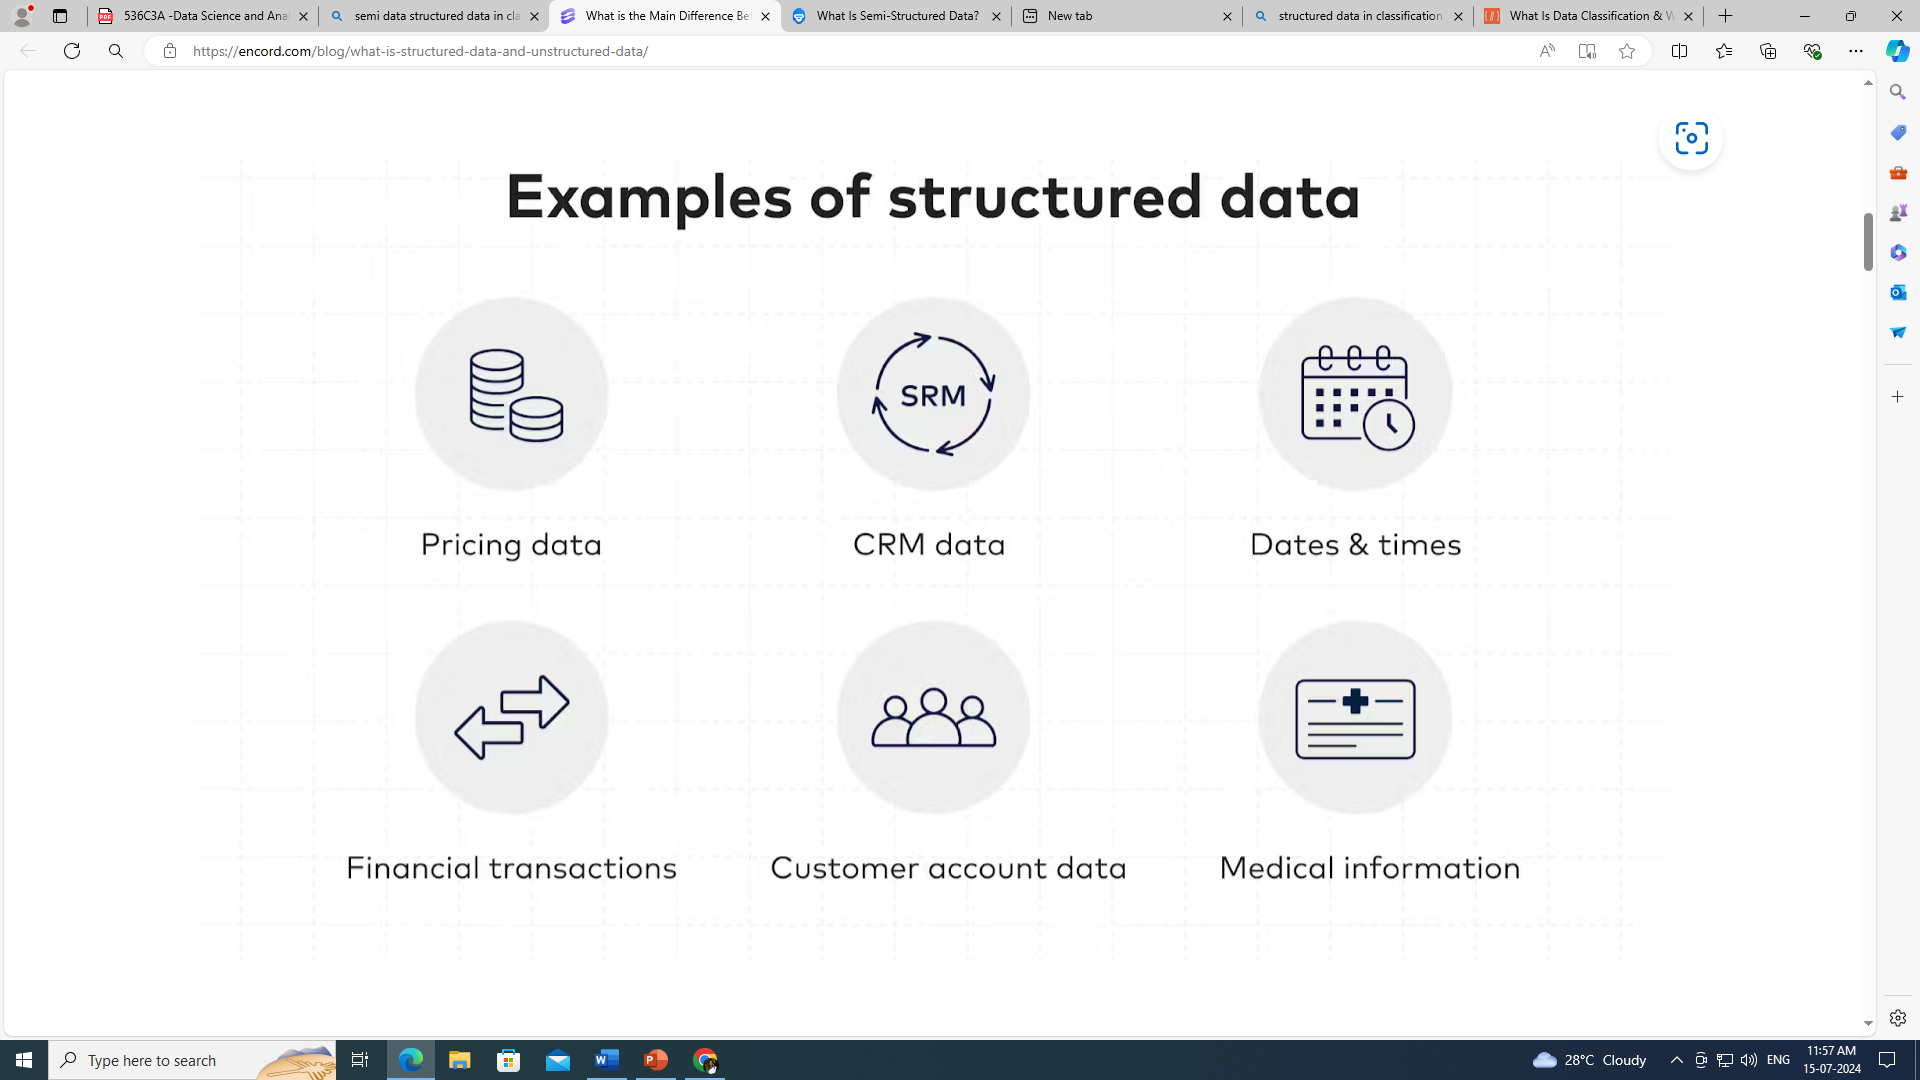 536C3A -Data Science and Anal
semi data structured data in cla
What is the Main Difference Bet
What Is Semi-Structured Data?
New tab
structured data in classification
What Is Data Classification & W
https://encord.com/blog/what-is-structured-data-and-unstructured-data/
Examples of structured data
SRM
Pricing data
CRM data
Dates & times
Financial transactions
Customer account data
Medical information
Type here to search
28°C Cloudy
ENG
11:57 AM
15-07-2024